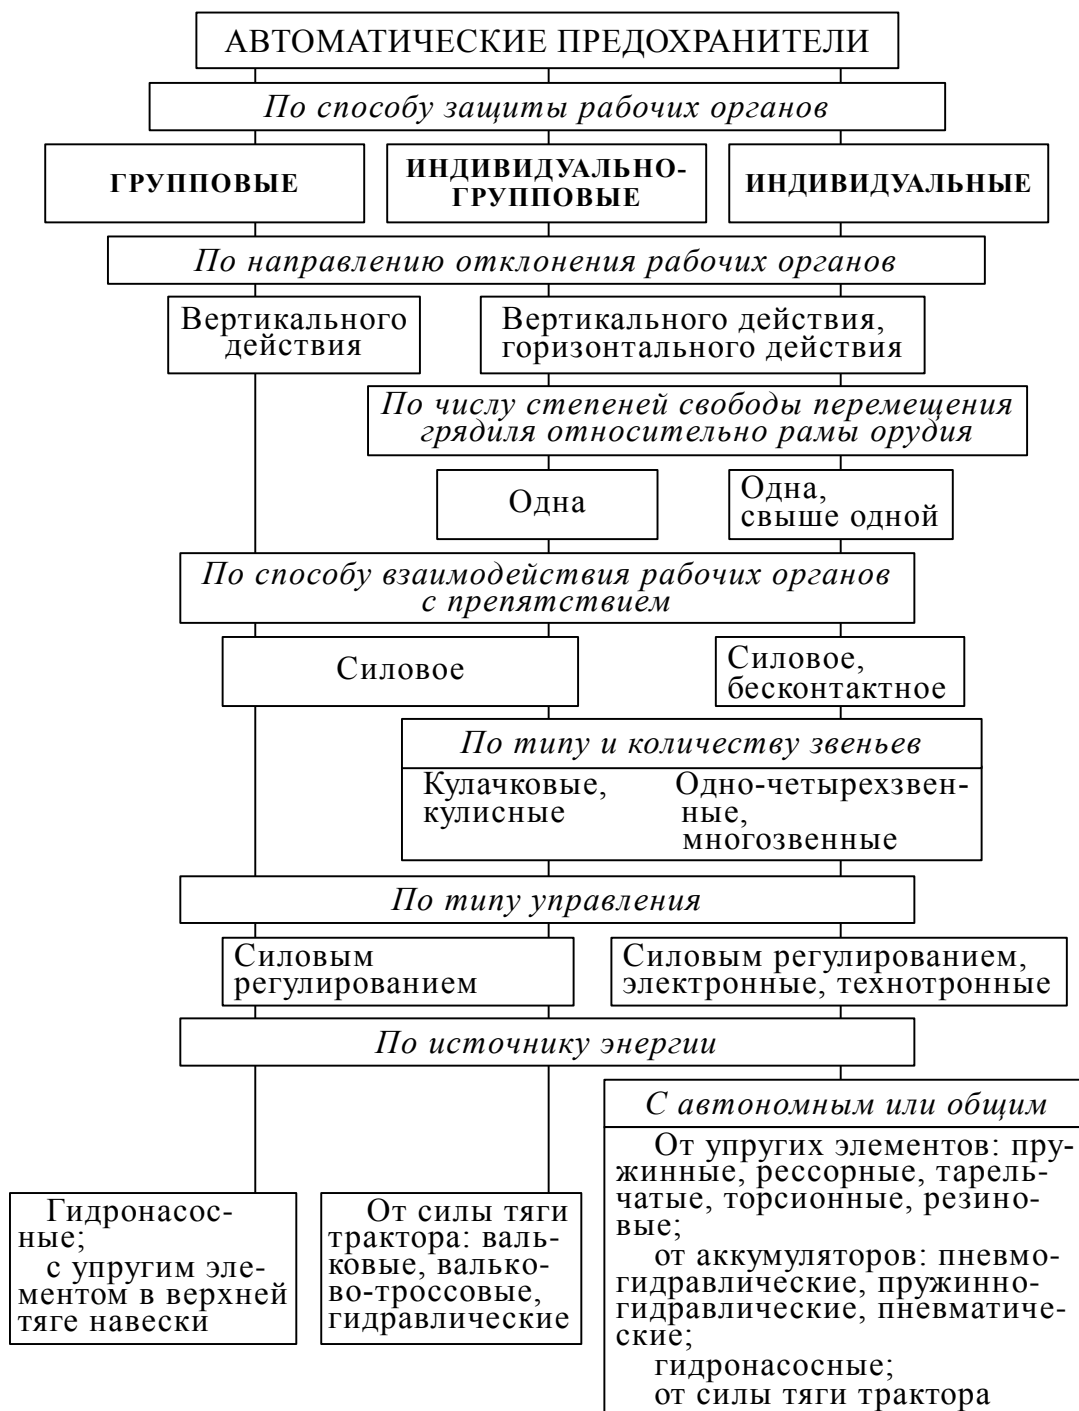 АВТОМАТИЧЕСКИЕ ПРЕДОХРАНИТЕЛИ
По способу защиты рабочих органов
ГРУППОВЫЕ
ИНДИВИДУАЛЬНО-
ГРУППОВЫЕ
ИНДИВИДУАЛЬНЫЕ
По направлению отклонения рабочих органов
Вертикального
действия
Вертикального действия,
горизонтального действия
По числу степеней свободы перемещения
грядиля относительно рамы орудия
Одна
Одна,
свыше одной
По способу взаимодействия рабочих органов
с препятствием
Силовое
Силовое,
бесконтактное
По типу и количеству звеньев
Кулачковые,
кулисные
Одно-четырехзвен-
ные,
многозвенные
По типу управления
Силовым
регулированием
Силовым регулированием,
электронные, технотронные
По источнику энергии
Гидронасос-
ные;
с упругим эле-
ментом в верхней
тяге навески
От силы тяги
трактора: валь-
ковые, валько-
во-троссовые,
гидравлические
С автономным или общим
От упругих элементов: пру-
жинные, рессорные, тарель-
чатые, торсионные, резино-
вые;
от аккумуляторов: пневмо-
гидравлические, пружинно-
гидравлические, пневматиче-
ские;
гидронасосные;
от силы тяги трактора